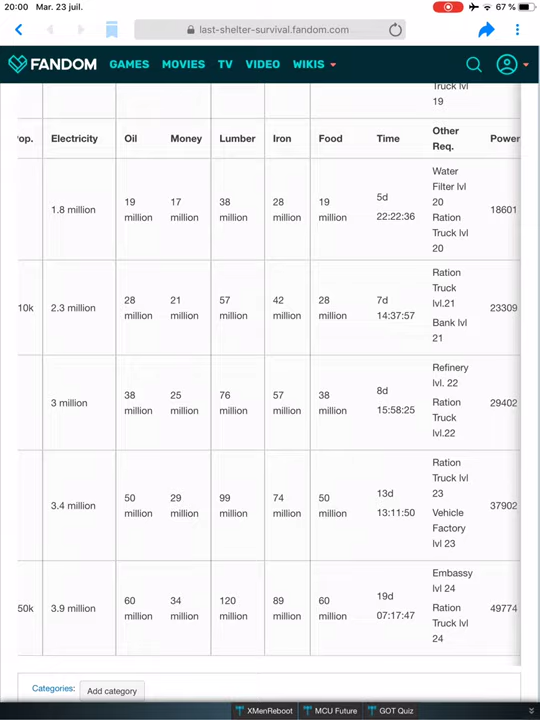 20:00 Mar. 23 juil. 67 %
last-shelter-survival.fandom.com
FANDOM GAMES MOVIES TV VIDEO WIKIS
Truck lvl
19
op. Electricity Oil Money Lumber Iron Food Time Other Req. Power
1.8 million 19 million 17 million 38 million 28 million 19 million 5d 22:22:36 Water Filter lvl 20 Ration Truck lvl 20 18601
10k 2.3 million 28 million 21 million 57 million 42 million 28 million 7d 14:37:57 Ration Truck lvl.21 Bank lvl 21 23309
3 million 38 million 25 million 76 million 57 million 38 million 8d 15:58:25 Refinery lvl. 22 Ration Truck lvl.22 29402
3.4 million 50 million 29 million 99 million 74 million 50 million 13d 13:11:50 Ration Truck lvl 23 Vehicle Factory lvl 23 37902
50k 3.9 million 60 million 34 million 120 million 89 million 60 million 19d 07:17:47 Embassy lvl 24 Ration Truck lvl 24 49774
Categories: Add category
XMenReboot MCU Future GOT Quiz